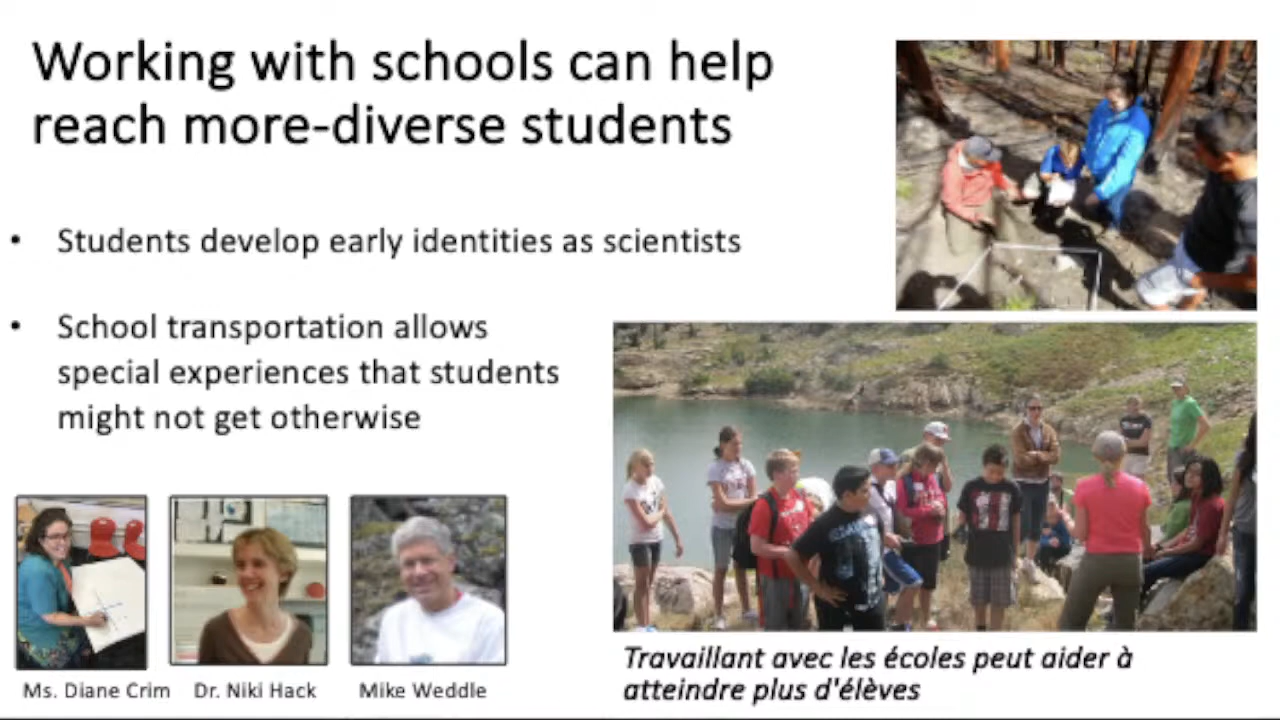 Working with schools can help
reach more-diverse students
• Students develop early identities as scientists
• School transportation allows
special experiences that students
might not get otherwise
Ms. Diane Crim
Dr. Niki Hack
Mike Weddle
Travaillant avec les écoles peut aider à
atteindre plus d'élèves